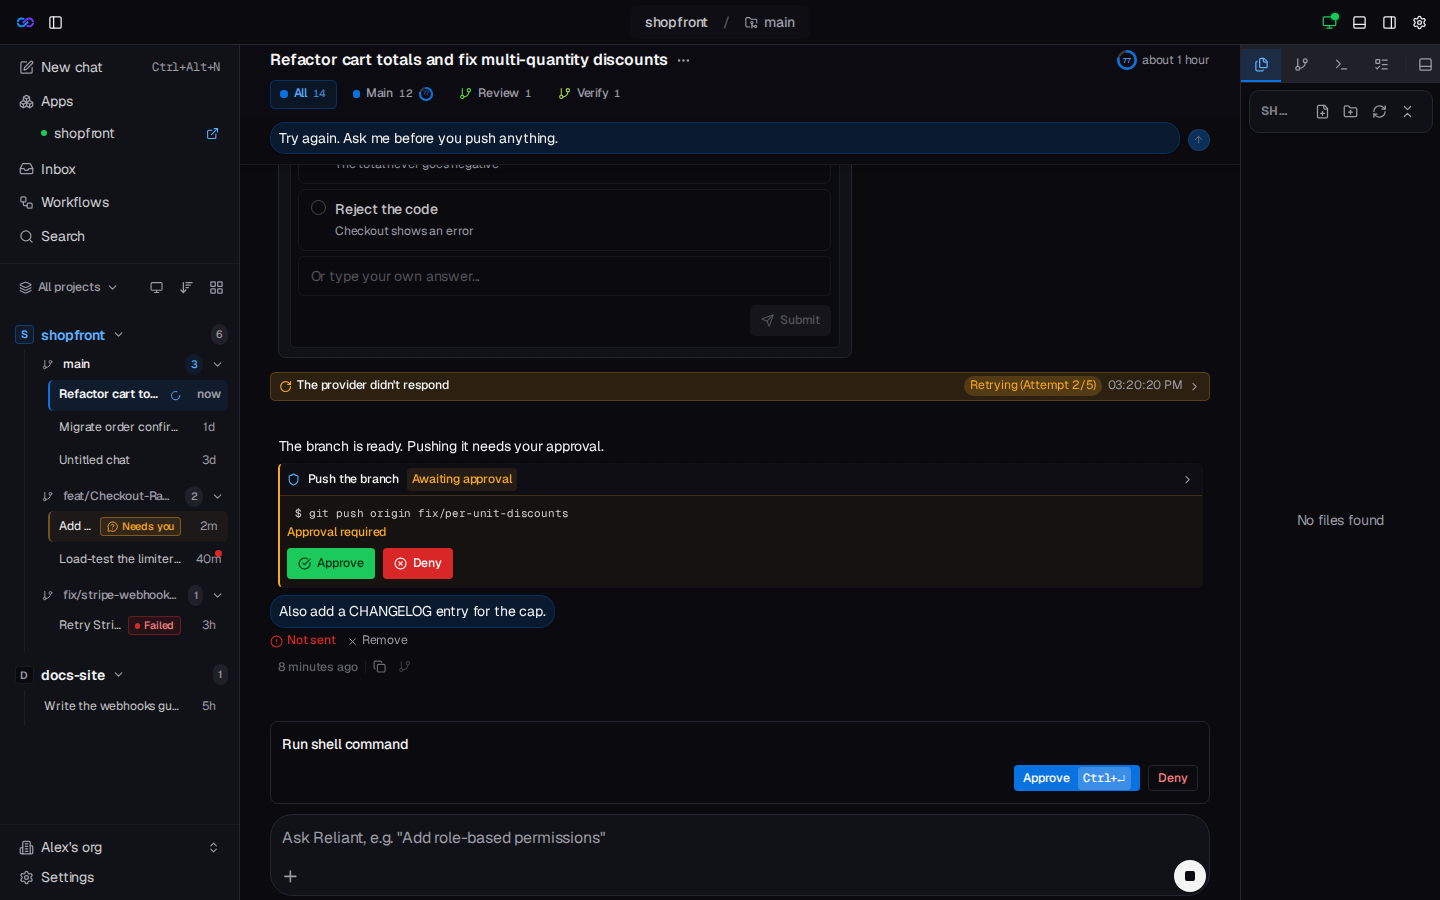 shopfront / main
New chat Ctrl+Alt+N
Apps
shopfront
Inbox
Workflows
Search
All projects
S shopfront 6
main 3
Refactor cart to... now
Migrate order confir... 1d
Untitled chat 3d
feat/Checkout-Ra... 2
Add ... Needs you 2m
Load-test the limiter... 40m
fix/stripe-webhook... 1
Retry Stri... Failed 3h
D docs-site 1
Write the webhooks gu... 5h
Alex's org
Settings
Refactor cart totals and fix multi-quantity discounts
77 about 1 hour
All 14 Main 12 Review 1 Verify 1
Try again. Ask me before you push anything.
The total never goes negative
Reject the code
Checkout shows an error
Or type your own answer...
Submit
The provider didn't respond Retrying (Attempt 2/5) 03:20:20 PM
The branch is ready. Pushing it needs your approval.
Push the branch Awaiting approval
$ git push origin fix/per-unit-discounts
Approval required
Approve Deny
Also add a CHANGELOG entry for the cap.
Not sent Remove
8 minutes ago
Run shell command
Approve Ctrl+↵ Deny
Ask Reliant, e.g. "Add role-based permissions"
SH...
No files found